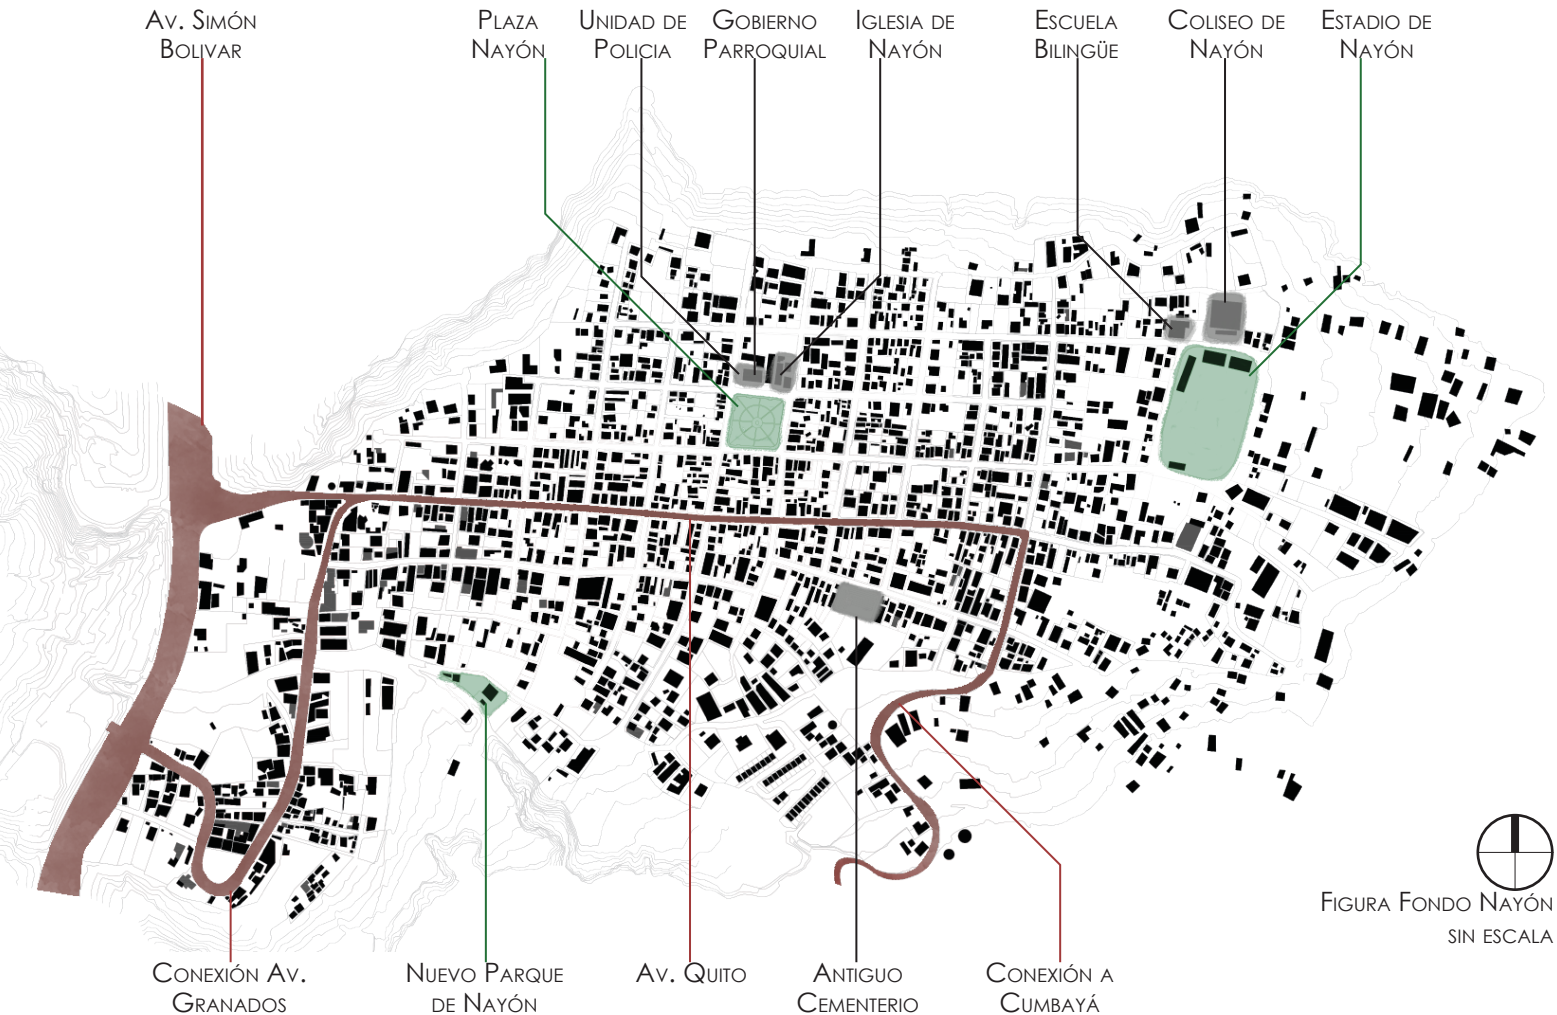 Av. Simón
Bolivar
Plaza
Nayón
Unidad de
Policia
Gobierno
Parroquial
Iglesia de
Nayón
Escuela
Bilingüe
Coliseo de
Nayón
Estadio de
Nayón
Figura Fondo Nayón
sin escala
Conexión Av.
Granados
Nuevo Parque
de Nayón
Av. Quito
Antiguo
Cementerio
Conexión a
Cumbayá